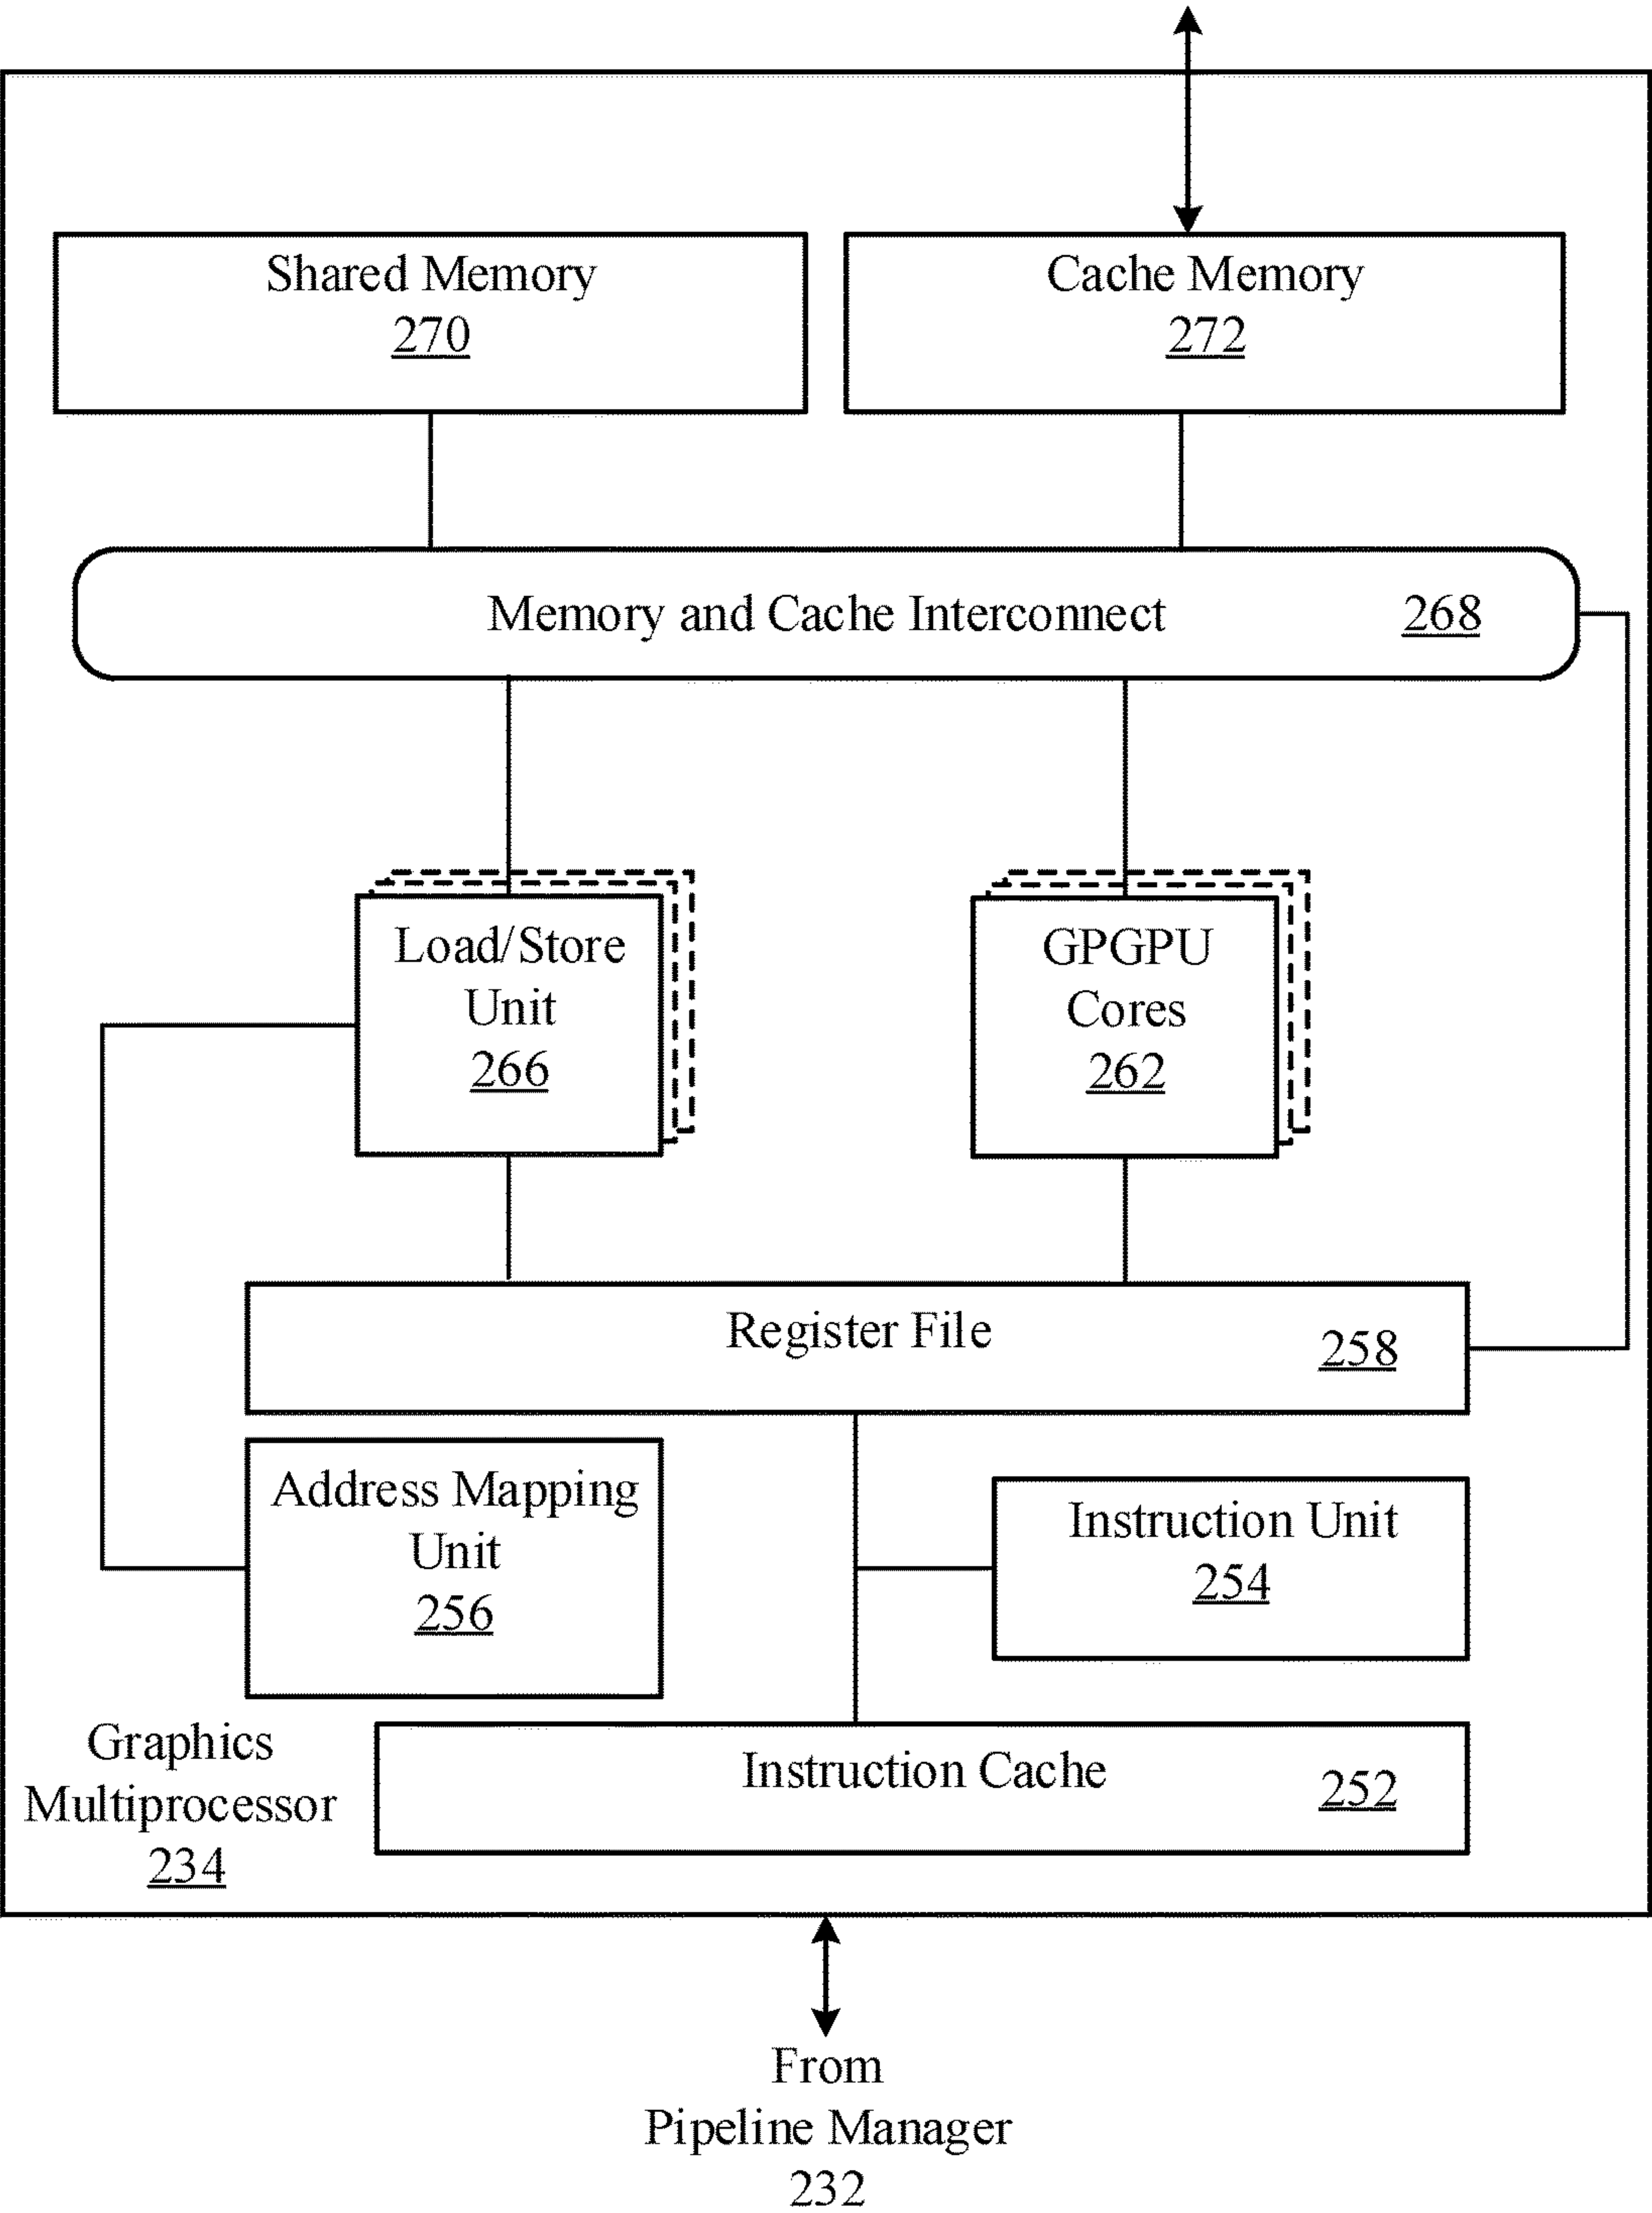 Shared Memory
270
Cache Memory
272
Memory and Cache Interconnect 268
Load/Store
Unit
266
GPGPU
Cores
262
Register File 258
Address Mapping
Unit
256
Instruction Unit
254
Graphics
Multiprocessor
234
Instruction Cache 252
From
Pipeline Manager
232